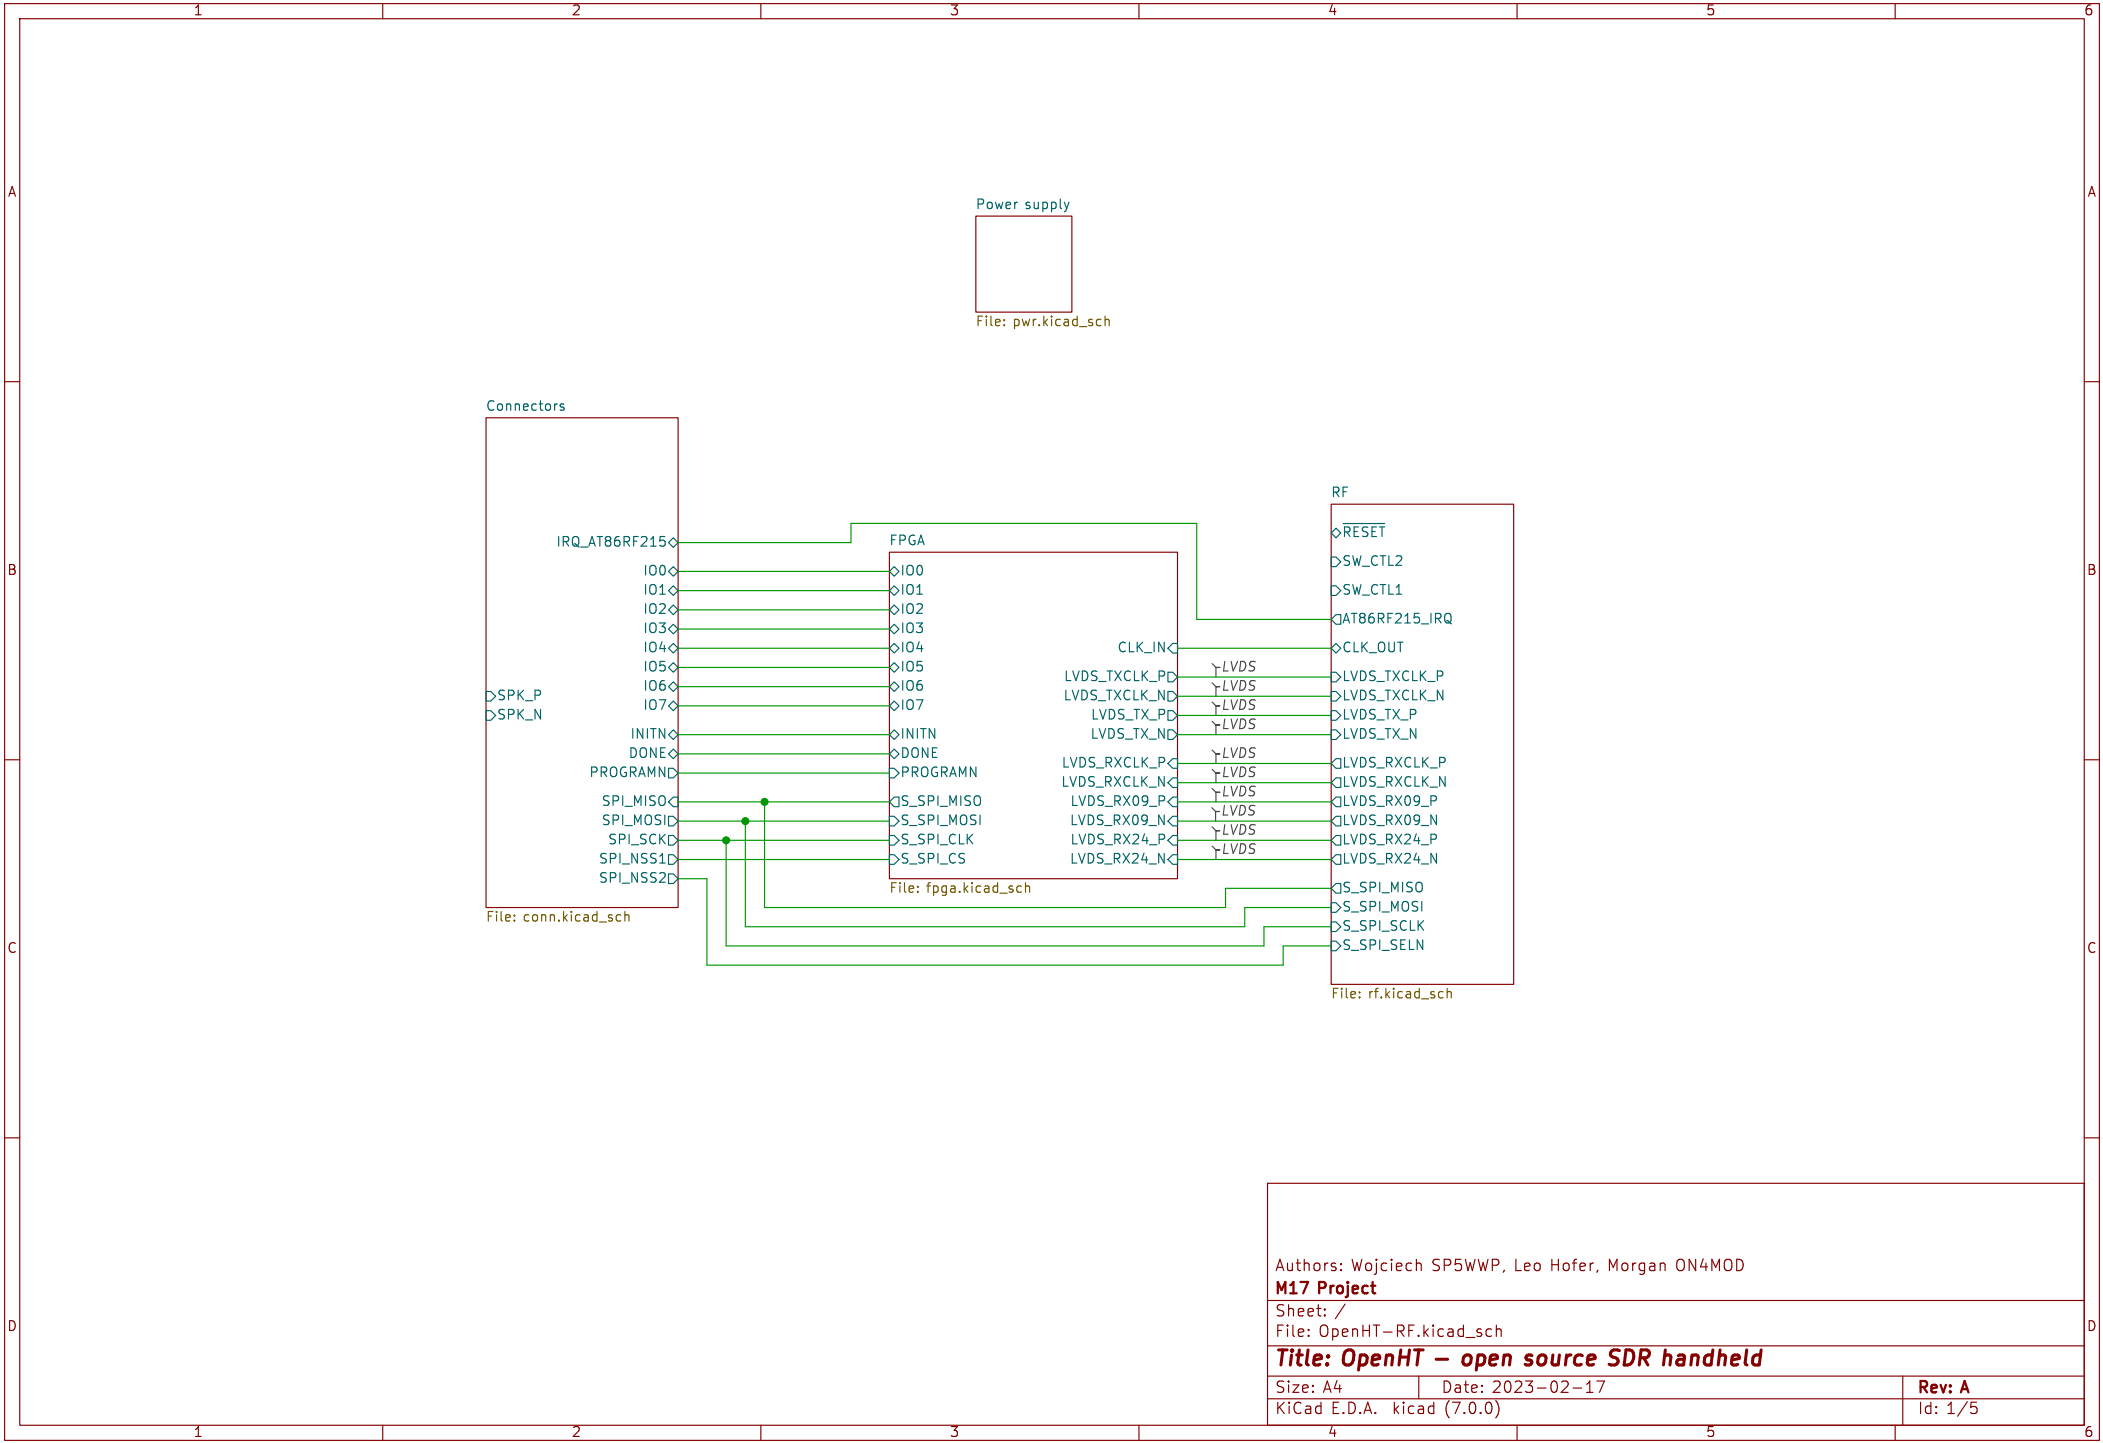 1 2 3 4 5 6
A A
Power supply
File: pwr.kicad_sch
Connectors
IRQ_AT86RF215
IO0
IO1
IO2
IO3
IO4
IO5
IO6
IO7
SPK_P
SPK_N
INITN
DONE
PROGRAMN
SPI_MISO
SPI_MOSI
SPI_SCK
SPI_NSS1
SPI_NSS2
File: conn.kicad_sch
FPGA
IO0
IO1
IO2
IO3
IO4
IO5
IO6
IO7
INITN
DONE
PROGRAMN
S_SPI_MISO
S_SPI_MOSI
S_SPI_CLK
S_SPI_CS
CLK_IN
LVDS_TXCLK_P
LVDS_TXCLK_N
LVDS_TX_P
LVDS_TX_N
LVDS_RXCLK_P
LVDS_RXCLK_N
LVDS_RX09_P
LVDS_RX09_N
LVDS_RX24_P
LVDS_RX24_N
File: fpga.kicad_sch
LVDS
LVDS
LVDS
LVDS
LVDS
LVDS
LVDS
LVDS
LVDS
LVDS
RF
RESET
SW_CTL2
SW_CTL1
AT86RF215_IRQ
CLK_OUT
LVDS_TXCLK_P
LVDS_TXCLK_N
LVDS_TX_P
LVDS_TX_N
LVDS_RXCLK_P
LVDS_RXCLK_N
LVDS_RX09_P
LVDS_RX09_N
LVDS_RX24_P
LVDS_RX24_N
S_SPI_MISO
S_SPI_MOSI
S_SPI_SCLK
S_SPI_SELN
File: rf.kicad_sch
B B
C C
D D
Authors: Wojciech SP5WWP, Leo Hofer, Morgan ON4MOD
M17 Project
Sheet: /
File: OpenHT-RF.kicad_sch
Title: OpenHT - open source SDR handheld
Size: A4 Date: 2023-02-17 Rev: A
KiCad E.D.A. kicad (7.0.0) Id: 1/5
1 2 3 4 5 6